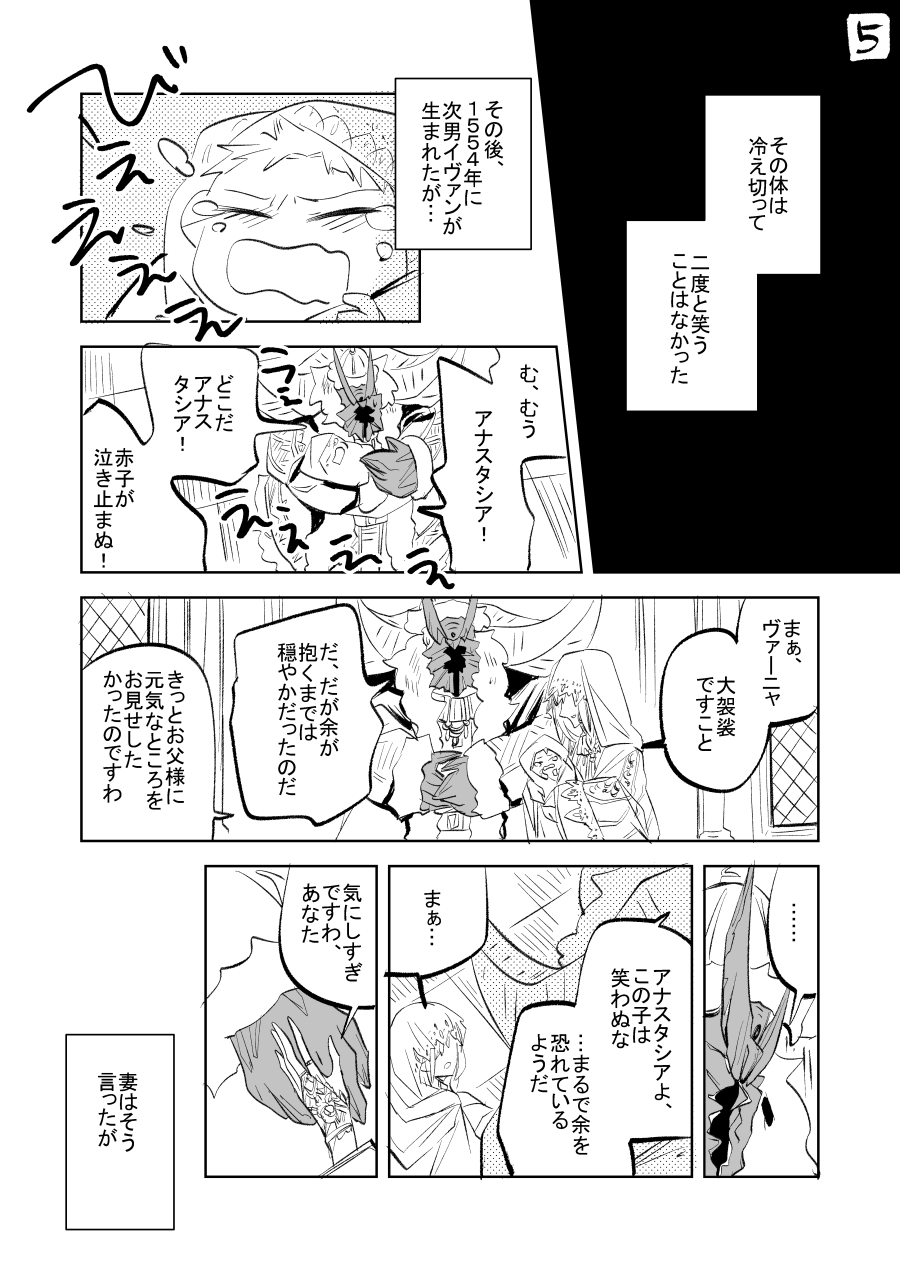 5
その体は
冷え切って
二度と笑う
ことはなかった
その後、
1554年に
次男イヴァンが
生まれたが…
びえええええ
む、むう
アナスタシア！
どこだ
アナス
タシア！
赤子が
泣き止まぬ！
えええええ
まぁ、
ヴァーニャ
大袈裟
ですこと
だ、だが余が
抱くまでは
穏やかだったのだ
きっとお父様に
元気なところを
お見せした
かったのですわ
……
アナスタシアよ、
この子は
笑わぬな
…まるで余を
恐れている
ようだ
まぁ…
気にしすぎ
ですわ、
あなた
妻はそう
言ったが